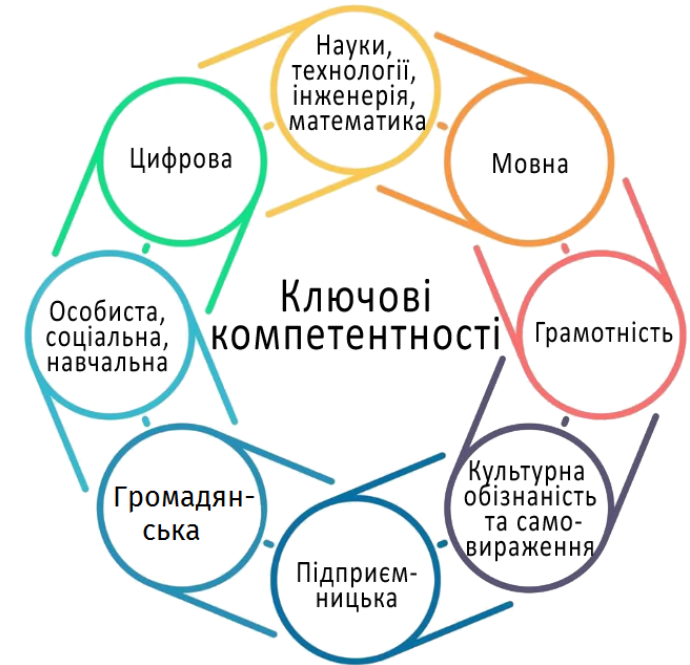 Науки,
технології,
інженерія,
математика
Мовна
Грамотність
Культурна
обізнаність
та само-
вираження
Підприєм-
ницька
Громадян-
ська
Особиста,
соціальна,
навчальна
Цифрова
Ключові
компетентності